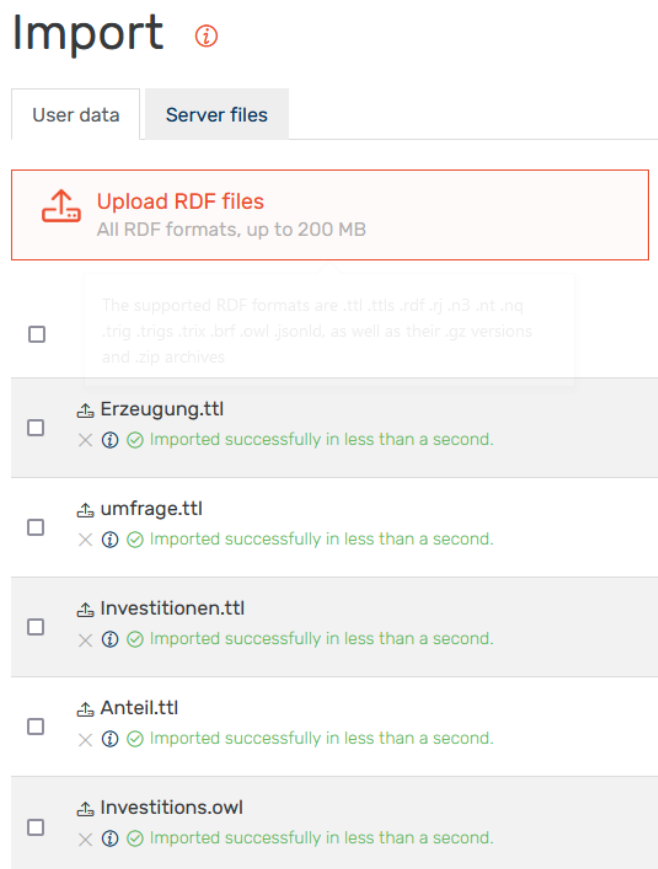 Import
User data
Server files
Upload RDF files
All RDF formats, up to 200 MB
The supported RDF formats are .ttl .ttls .rdf .rj .n3 .nt .nq
.trig .trigs .trix .brf .owl .jsonld, as well as their .gz versions
and .zip archives
Erzeugung.ttl
Imported successfully in less than a second.
umfrage.ttl
Imported successfully in less than a second.
Investitionen.ttl
Imported successfully in less than a second.
Anteil.ttl
Imported successfully in less than a second.
Investitions.owl
Imported successfully in less than a second.